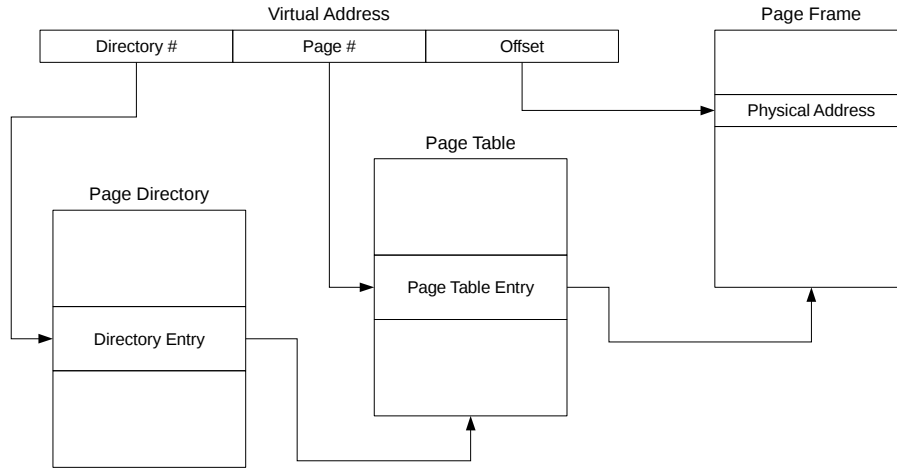 Virtual Address
Directory #
Page #
Offset
Page Frame
Physical Address
Page Table
Page Table Entry
Page Directory
Directory Entry